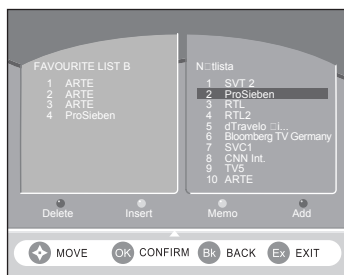 FAVOURITE LIST B
1 ARTE
2 ARTE
3 ARTE
4 ProSieben
N□tlista
1 SVT 2
2 ProSieben
3 RTL
4 RTL2
5 dTravelo □i...
6 Bloomberg TV Germany
7 SVC1
8 CNN Int.
9 TV5
10 ARTE
Delete Insert Memo Add
MOVE OK CONFIRM Bk BACK Ex EXIT